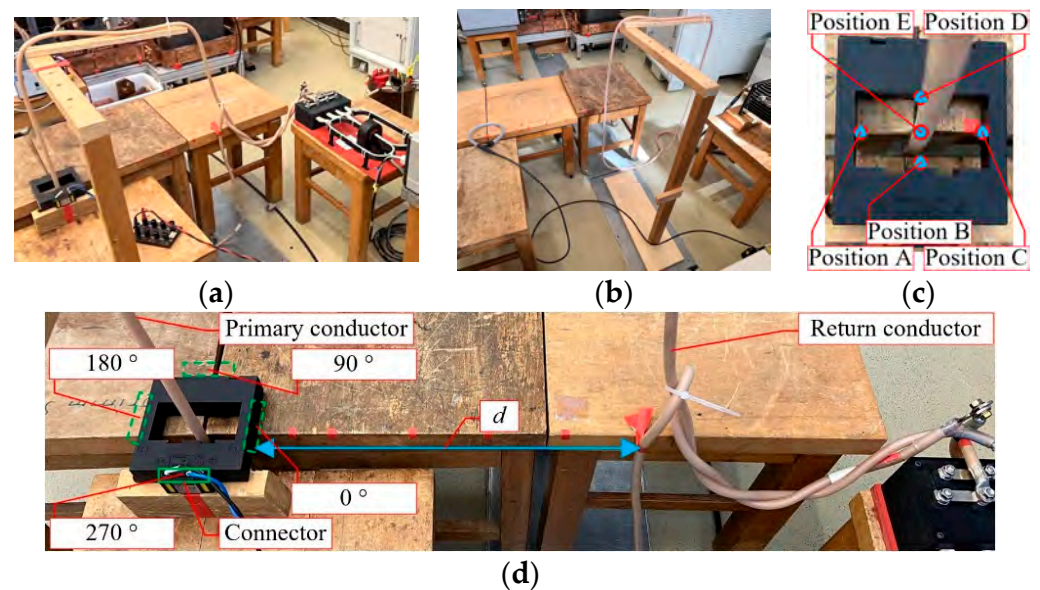 Position E
Position D
Position B
Position A
Position C
(a)
(b)
(c)
Primary conductor
Return conductor
180 °
90 °
d
0 °
270 °
Connector
(d)